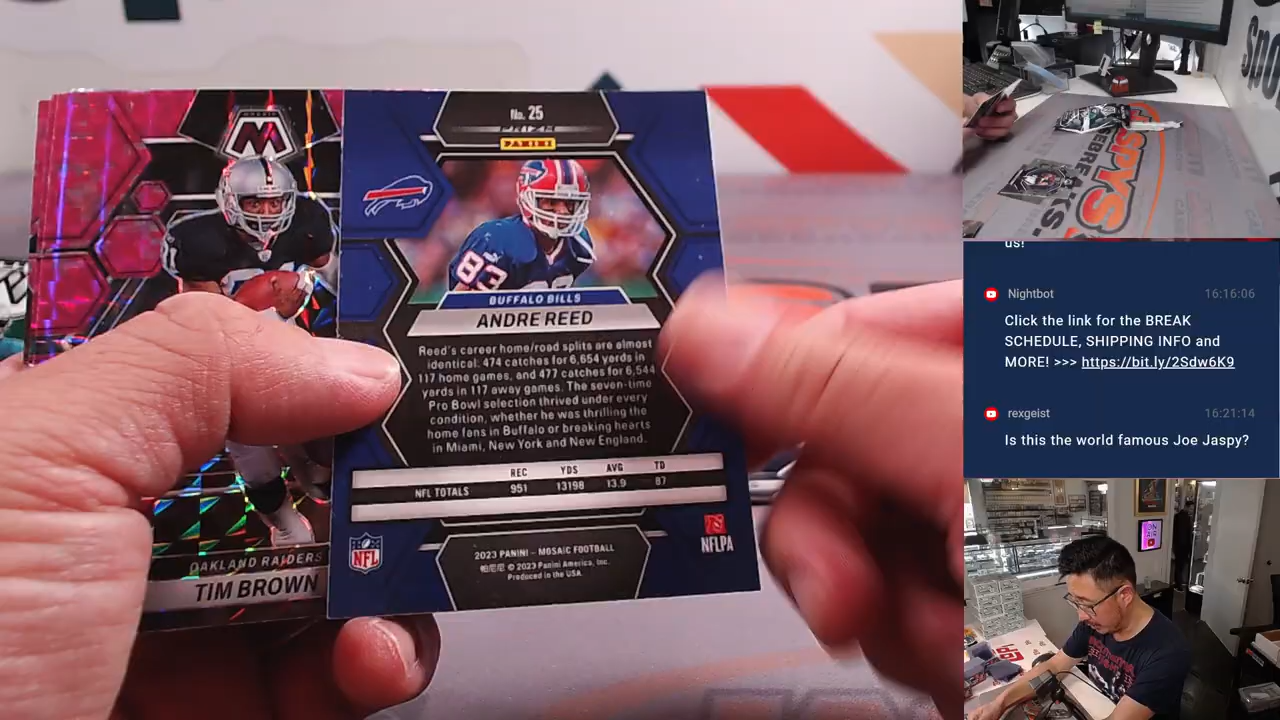 No. 25
PANINI
83
BUFFALO BILLS
ANDRE REED
Reed's career home/road splits are almost
identical: 474 catches for 6,654 yards in
117 home games, and 477 catches for 6,544
yards in 117 away games. The seven-time
Pro Bowl selection thrived under every
condition, whether he was thrilling the
home fans in Buffalo or breaking hearts
in Miami, New York and New England.
REC YDS AVG TD
NFL TOTALS 951 13198 13.9 87
NFL
NFLPA
2023 PANINI – MOSAIC FOOTBALL
帕尼尼 © 2023 Panini America, Inc.
Produced in the USA.
M
OAKLAND RAIDERS
TIM BROWN
us!
Nightbot 16:16:06
Click the link for the BREAK
SCHEDULE, SHIPPING INFO and
MORE! >>> https://bit.ly/2Sdw6K9
rexgeist 16:21:14
Is this the world famous Joe Jaspy?